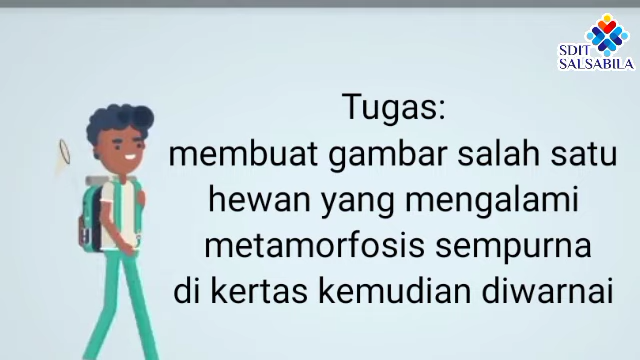 SDIT
SALSABILA
Tugas:
membuat gambar salah satu
hewan yang mengalami
metamorfosis sempurna
di kertas kemudian diwarnai